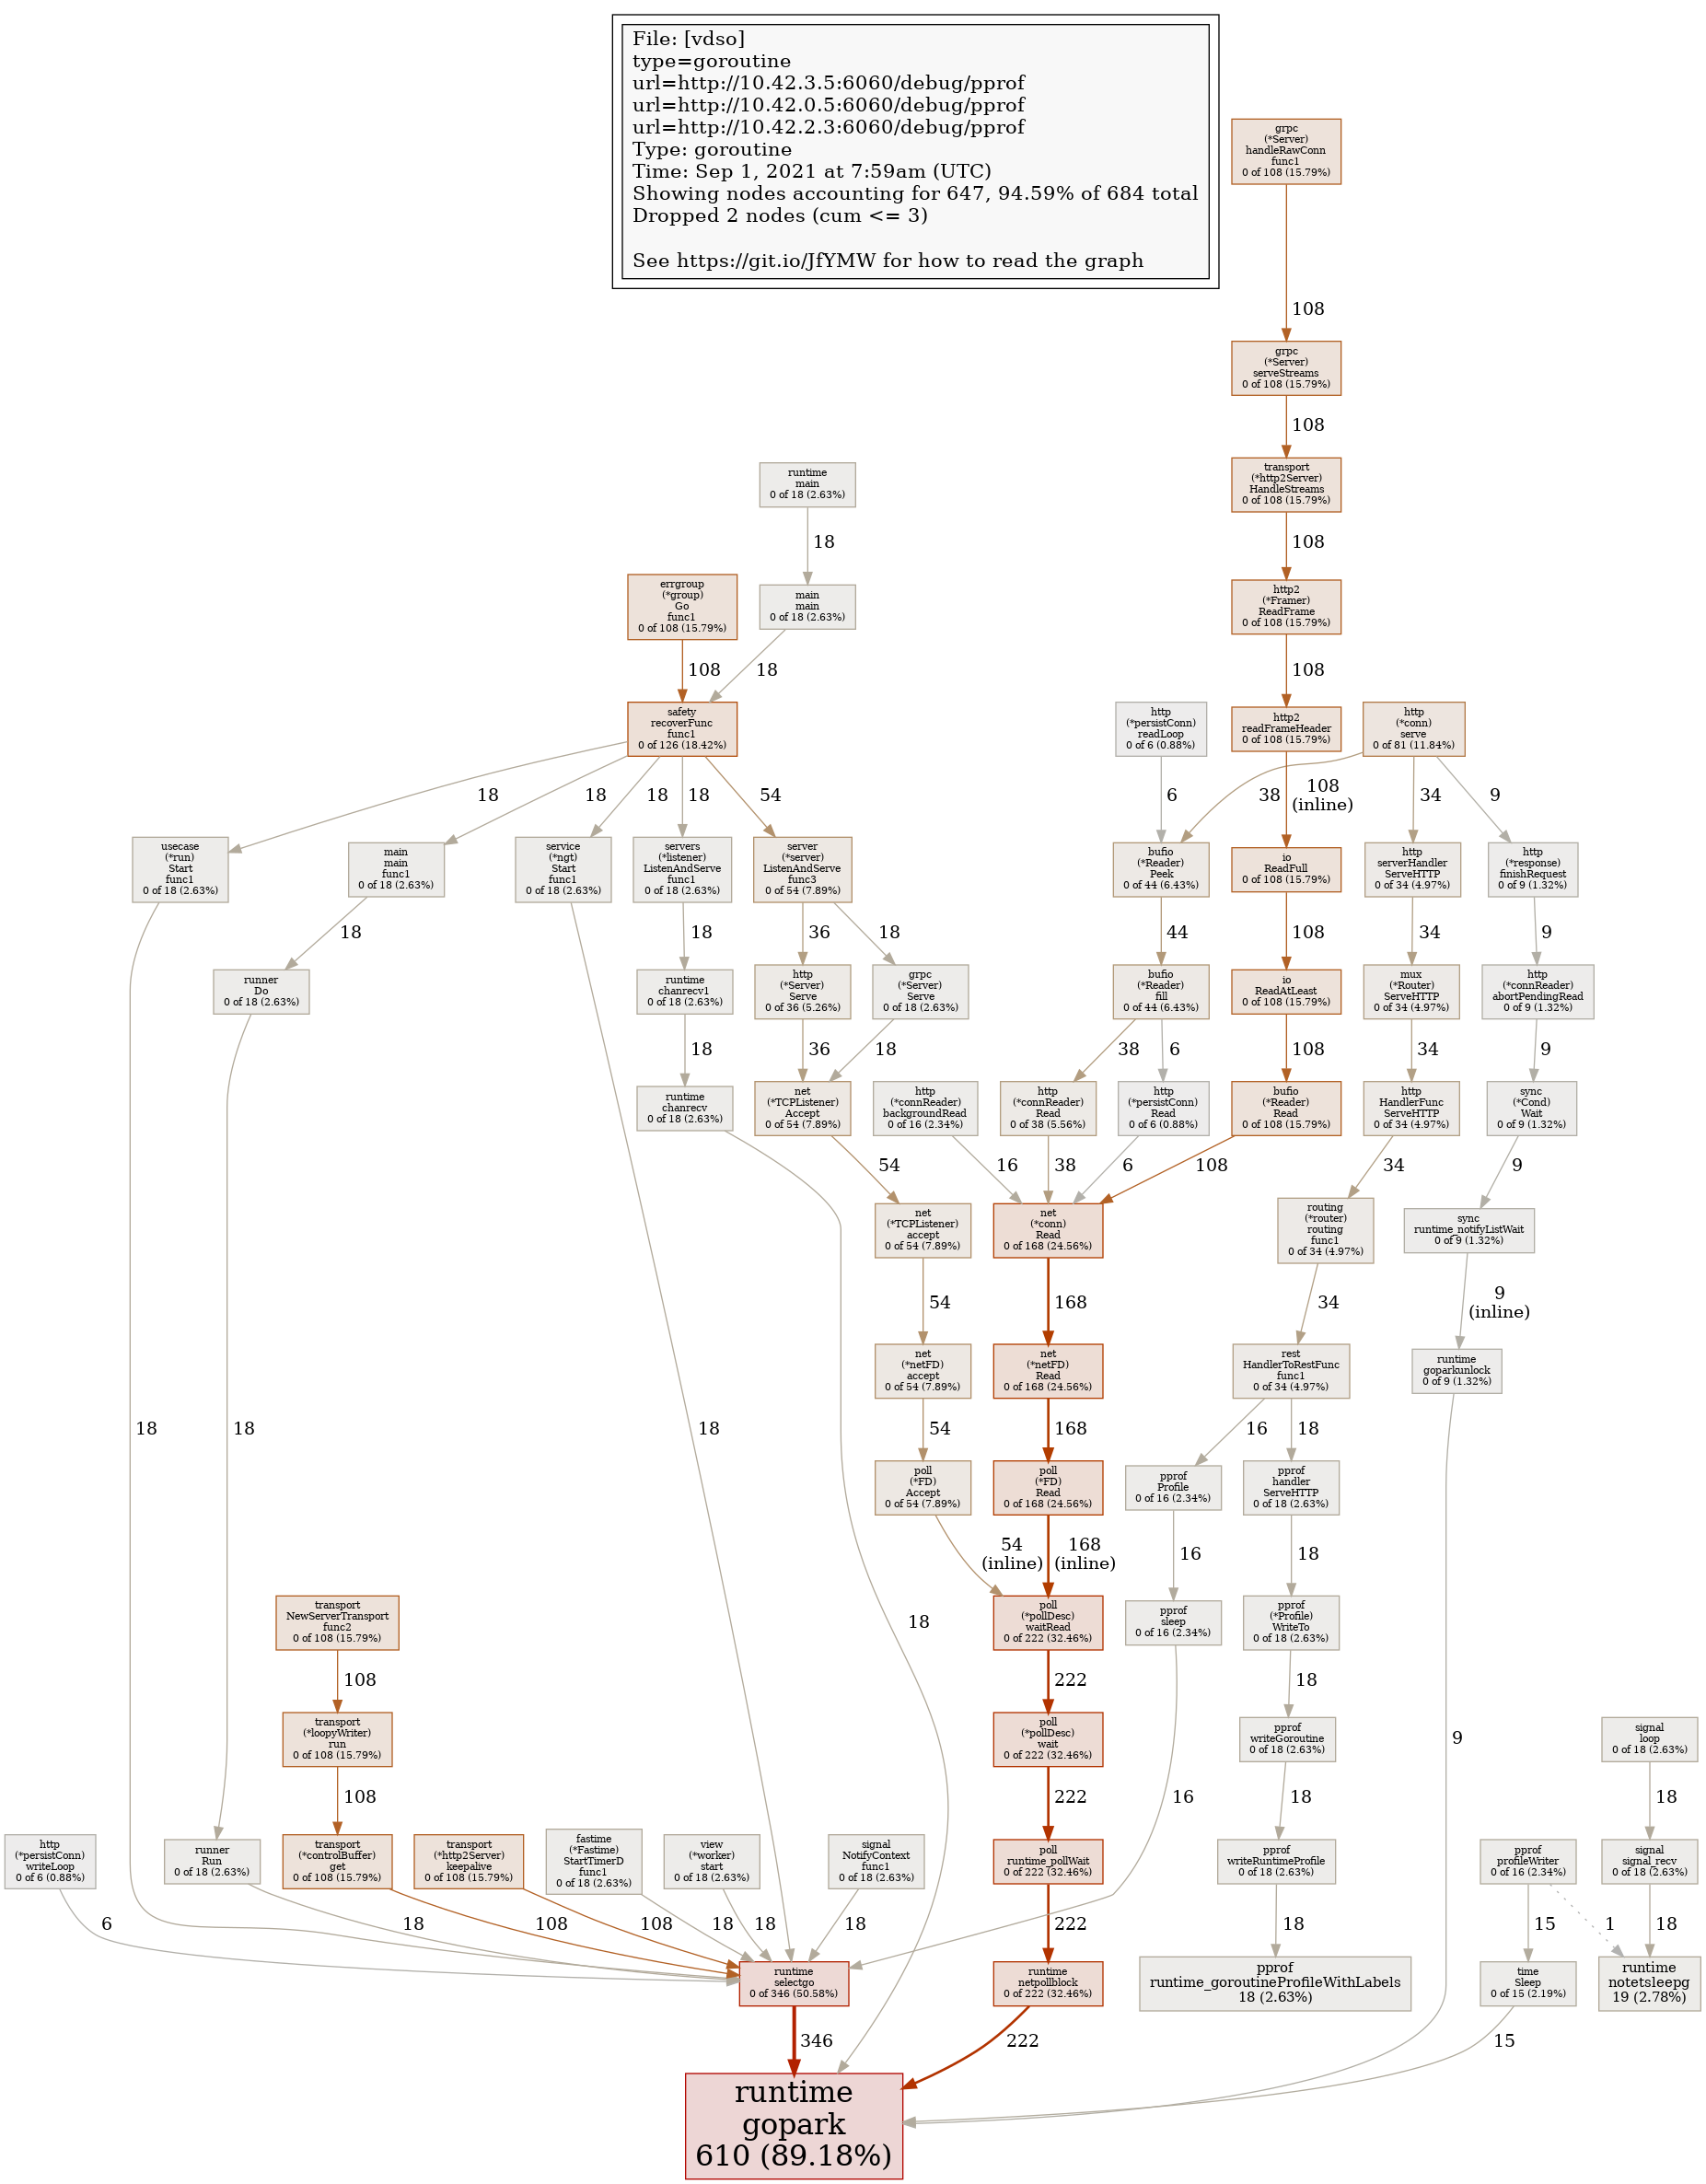 File: [vdso]
type=goroutine
url=http://10.42.3.5:6060/debug/pprof
url=http://10.42.0.5:6060/debug/pprof
url=http://10.42.2.3:6060/debug/pprof
Type: goroutine
Time: Sep 1, 2021 at 7:59am (UTC)
Showing nodes accounting for 647, 94.59% of 684 total
Dropped 2 nodes (cum <= 3)
See https://git.io/JfYMW for how to read the graph
grpc
(*Server)
handleRawConn
func1
0 of 108 (15.79%)
108
grpc
(*Server)
serveStreams
0 of 108 (15.79%)
108
transport
(*http2Server)
HandleStreams
0 of 108 (15.79%)
runtime
main
0 of 18 (2.63%)
18
108
errgroup
(*group)
Go
func1
0 of 108 (15.79%)
main
main
0 of 18 (2.63%)
http2
(*Framer)
ReadFrame
0 of 108 (15.79%)
108
18
108
safety
recoverFunc
func1
0 of 126 (18.42%)
http
(*persistConn)
readLoop
0 of 6 (0.88%)
http2
readFrameHeader
0 of 108 (15.79%)
http
(*conn)
serve
0 of 81 (11.84%)
18
18
18
18
54
6
38
108
(inline)
34
9
usecase
(*run)
Start
func1
0 of 18 (2.63%)
main
main
func1
0 of 18 (2.63%)
service
(*ngt)
Start
func1
0 of 18 (2.63%)
servers
(*listener)
ListenAndServe
func1
0 of 18 (2.63%)
server
(*server)
ListenAndServe
func3
0 of 54 (7.89%)
bufio
(*Reader)
Peek
0 of 44 (6.43%)
io
ReadFull
0 of 108 (15.79%)
http
serverHandler
ServeHTTP
0 of 34 (4.97%)
http
(*response)
finishRequest
0 of 9 (1.32%)
18
18
36
18
44
108
34
9
runner
Do
0 of 18 (2.63%)
runtime
chanrecv1
0 of 18 (2.63%)
http
(*Server)
Serve
0 of 36 (5.26%)
grpc
(*Server)
Serve
0 of 18 (2.63%)
bufio
(*Reader)
fill
0 of 44 (6.43%)
io
ReadAtLeast
0 of 108 (15.79%)
mux
(*Router)
ServeHTTP
0 of 34 (4.97%)
http
(*connReader)
abortPendingRead
0 of 9 (1.32%)
18
36
18
38
6
108
34
9
runtime
chanrecv
0 of 18 (2.63%)
net
(*TCPListener)
Accept
0 of 54 (7.89%)
http
(*connReader)
backgroundRead
0 of 16 (2.34%)
http
(*connReader)
Read
0 of 38 (5.56%)
http
(*persistConn)
Read
0 of 6 (0.88%)
bufio
(*Reader)
Read
0 of 108 (15.79%)
http
HandlerFunc
ServeHTTP
0 of 34 (4.97%)
sync
(*Cond)
Wait
0 of 9 (1.32%)
54
16
38
6
108
34
9
net
(*TCPListener)
accept
0 of 54 (7.89%)
net
(*conn)
Read
0 of 168 (24.56%)
routing
(*router)
routing
func1
0 of 34 (4.97%)
sync
runtime_notifyListWait
0 of 9 (1.32%)
54
168
34
9
(inline)
net
(*netFD)
accept
0 of 54 (7.89%)
net
(*netFD)
Read
0 of 168 (24.56%)
rest
HandlerToRestFunc
func1
0 of 34 (4.97%)
runtime
goparkunlock
0 of 9 (1.32%)
18
18
18
54
168
16
18
poll
(*FD)
Accept
0 of 54 (7.89%)
poll
(*FD)
Read
0 of 168 (24.56%)
pprof
Profile
0 of 16 (2.34%)
pprof
handler
ServeHTTP
0 of 18 (2.63%)
54
(inline)
168
(inline)
16
18
transport
NewServerTransport
func2
0 of 108 (15.79%)
18
poll
(*pollDesc)
waitRead
0 of 222 (32.46%)
pprof
sleep
0 of 16 (2.34%)
pprof
(*Profile)
WriteTo
0 of 18 (2.63%)
108
222
18
transport
(*loopyWriter)
run
0 of 108 (15.79%)
poll
(*pollDesc)
wait
0 of 222 (32.46%)
pprof
writeGoroutine
0 of 18 (2.63%)
9
signal
loop
0 of 18 (2.63%)
108
222
16
18
18
http
(*persistConn)
writeLoop
0 of 6 (0.88%)
runner
Run
0 of 18 (2.63%)
transport
(*controlBuffer)
get
0 of 108 (15.79%)
transport
(*http2Server)
keepalive
0 of 108 (15.79%)
fastime
(*Fastime)
StartTimerD
func1
0 of 18 (2.63%)
view
(*worker)
start
0 of 18 (2.63%)
signal
NotifyContext
func1
0 of 18 (2.63%)
poll
runtime_pollWait
0 of 222 (32.46%)
pprof
writeRuntimeProfile
0 of 18 (2.63%)
pprof
profileWriter
0 of 16 (2.34%)
signal
signal_recv
0 of 18 (2.63%)
6
18
108
108
18
18
18
222
18
15
1
18
runtime
selectgo
0 of 346 (50.58%)
runtime
netpollblock
0 of 222 (32.46%)
pprof
runtime_goroutineProfileWithLabels
18 (2.63%)
time
Sleep
0 of 15 (2.19%)
runtime
notetsleepg
19 (2.78%)
346
222
15
runtime
gopark
610 (89.18%)